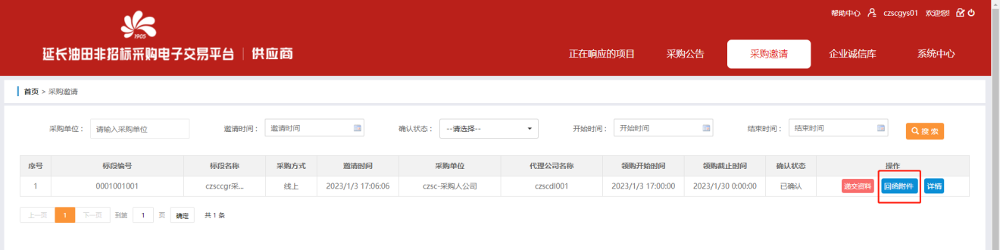 帮助中心 czscgys01 欢迎您!
1905
延长油田非招标采购电子交易平台 | 供应商
正在响应的项目 采购公告 采购邀请 企业诚信库 系统中心
首页 > 采购邀请
采购单位： 请输入采购单位 邀请时间： 邀请时间 确认状态： --请选择-- 开始时间： 开始时间 结束时间： 结束时间 搜索
序号 标段编号 标段名称 采购方式 邀请时间 采购单位 代理公司名称 领购开始时间 领购截止时间 确认状态 操作
1 0001001001 czsccgr采... 线上 2023/1/3 17:06:06 czsc-采购人公司 czscdl001 2023/1/3 17:00:00 2023/1/30 0:00:00 已确认 递交资料 回函附件 详情
上一页 1 下一页 到第 1 页 确定 共 1 条